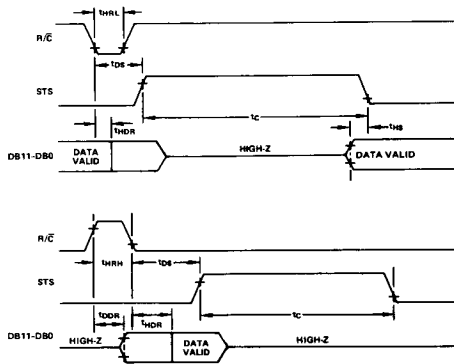 tHRL
R/C̅
tDS
STS
tC
tHDR
tHS
DB11-DB0
DATA VALID
HIGH-Z
DATA VALID
R/C̅
tHRH
tDS
STS
tC
tDDR
tHDR
DB11-DB0
HIGH-Z
DATA VALID
HIGH-Z